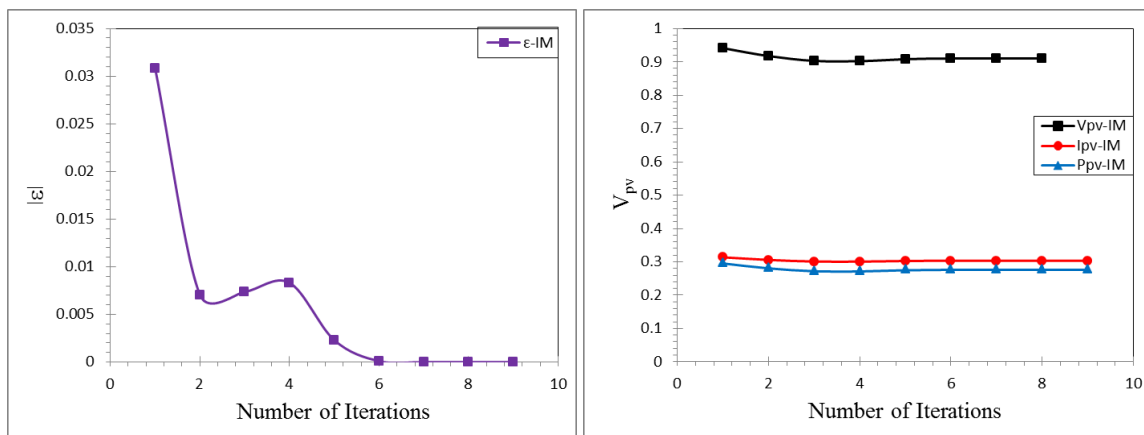 0.035
0.03
0.025
0.02
0.015
0.01
0.005
0
0 2 4 6 8 10
|ε|
Number of Iterations
ε-IM
1
0.9
0.8
0.7
0.6
0.5
0.4
0.3
0.2
0.1
0
0 2 4 6 8 10
Vpv
Number of Iterations
Vpv-IM
Ipv-IM
Ppv-IM